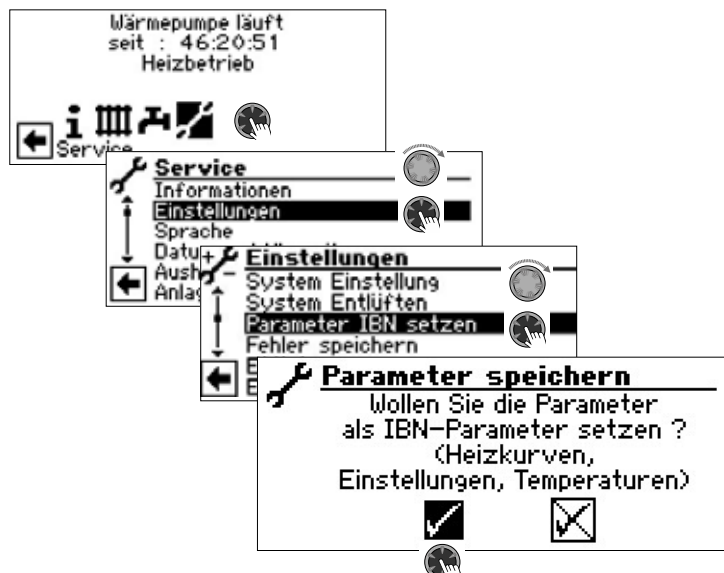 Wärmepumpe läuft
seit : 46:20:51
Heizbetrieb
Service
Service
Informationen
Einstellungen
Sprache
Einstellungen
System Einstellung
System Entlüften
Parameter IBN setzen
Fehler speichern
Parameter speichern
Wollen Sie die Parameter
als IBN-Parameter setzen ?
(Heizkurven,
Einstellungen, Temperaturen)